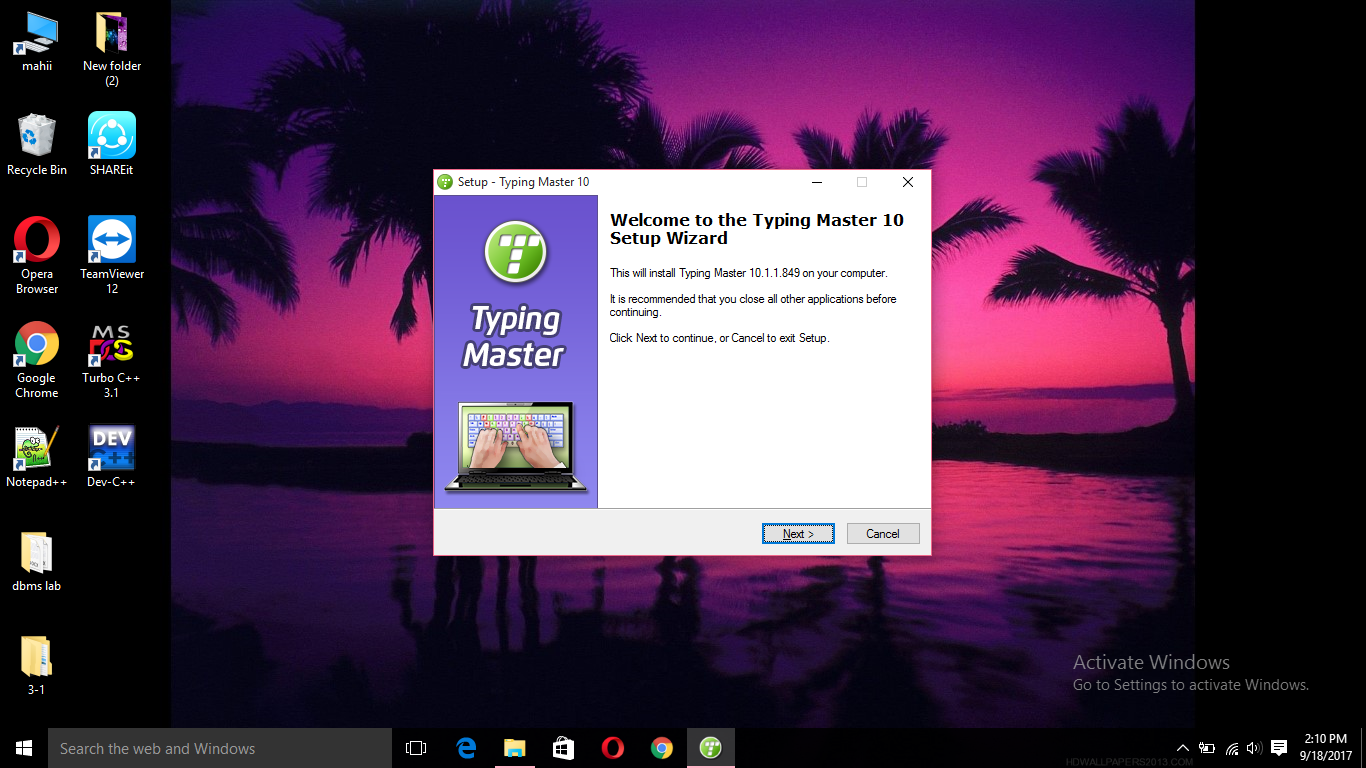 mahii
New folder
(2)
Recycle Bin
SHAREit
Opera
Browser
TeamViewer
12
Google
Chrome
MS
DOS
Turbo C++
3.1
Notepad++
DEV
C++
Dev-C++
dbms lab
3-1
Setup - Typing Master 10
Typing
Master
Welcome to the Typing Master 10
Setup Wizard
This will install Typing Master 10.1.1.849 on your computer.
It is recommended that you close all other applications before
continuing.
Click Next to continue, or Cancel to exit Setup.
Next >
Cancel
Activate Windows
Go to Settings to activate Windows.
HDWALLPAPERS2013.COM
Search the web and Windows
2:10 PM
9/18/2017